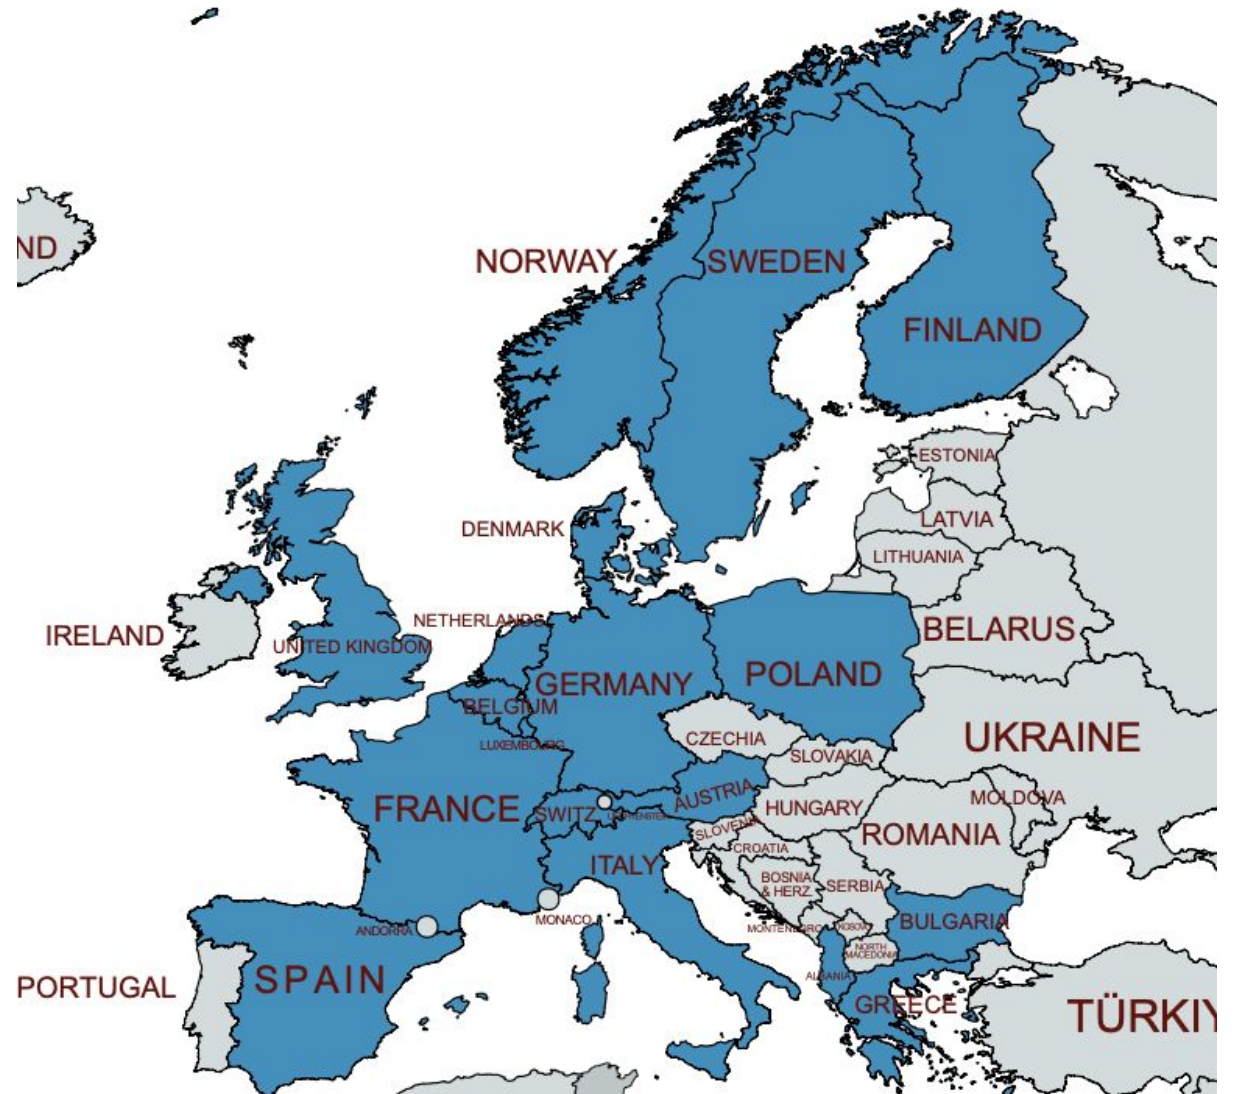 ND
NORWAY
SWEDEN
FINLAND
ESTONIA
DENMARK
LATVIA
LITHUANIA
NETHERLANDS
IRELAND
UNITED KINGDOM
BELARUS
GERMANY
POLAND
BELGIUM
LUXEMBOURG
CZECHIA
UKRAINE
SLOVAKIA
FRANCE
SWITZ
LIECHTENSTEIN
AUSTRIA
HUNGARY
MOLDOVA
ROMANIA
SLOVENIA
CROATIA
ITALY
BOSNIA
& HERZ.
SERBIA
MONACO
ANDORRA
MONTENEGRO
KOSOVO
BULGARIA
NORTH
MACEDONIA
ALBANIA
PORTUGAL
SPAIN
GREECE
TÜRKIY